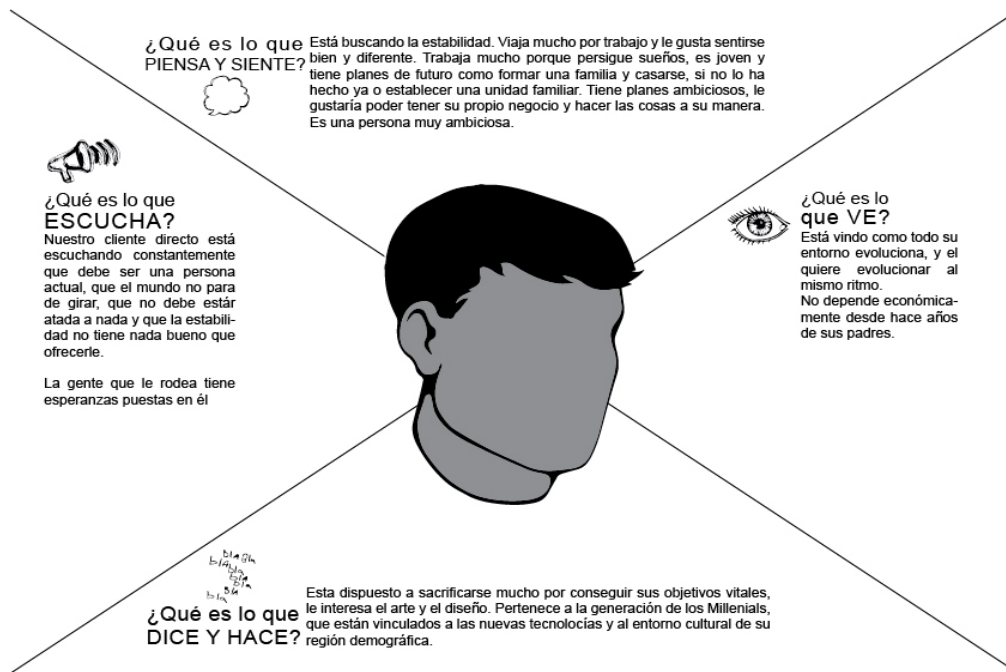 ¿Qué es lo que
PIENSA Y SIENTE?
Está buscando la estabilidad. Viaja mucho por trabajo y le gusta sentirse
bien y diferente. Trabaja mucho porque persigue sueños, es joven y
tiene planes de futuro como formar una familia y casarse, si no lo ha
hecho ya o establecer una unidad familiar. Tiene planes ambiciosos, le
gustaría poder tener su propio negocio y hacer las cosas a su manera.
Es una persona muy ambiciosa.
¿Qué es lo que
ESCUCHA?
Nuestro cliente directo está
escuchando constantemente
que debe ser una persona
actual, que el mundo no para
de girar, que no debe estár
atada a nada y que la estabili-
dad no tiene nada bueno que
ofrecerle.
La gente que le rodea tiene
esperanzas puestas en él
¿Qué es lo
que VE?
Está vindo como todo su
entorno evoluciona, y el
quiere evolucionar al
mismo ritmo.
No depende económica-
mente desde hace años
de sus padres.
bla bla
bla
bla
bla
bla
bla
bla
¿Qué es lo que
DICE Y HACE?
Esta dispuesto a sacrificarse mucho por conseguir sus objetivos vitales,
le interesa el arte y el diseño. Pertenece a la generación de los Millenials,
que están vinculados a las nuevas tecnolocías y al entorno cultural de su
región demográfica.